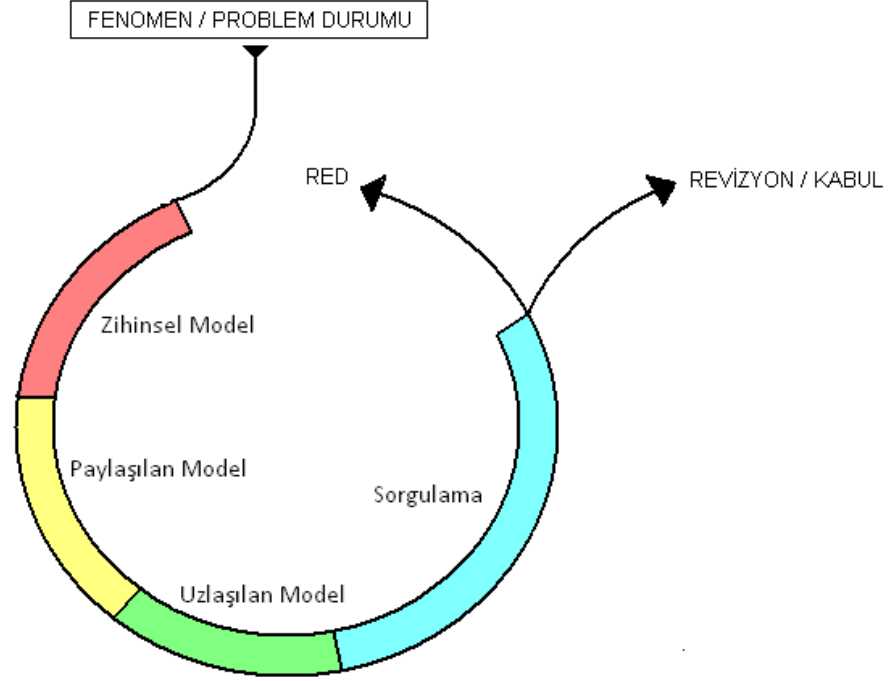 FENOMEN / PROBLEM DURUMU
RED
REVİZYON / KABUL
Zihinsel Model
Paylaşılan Model
Sorgulama
Uzlaşılan Model